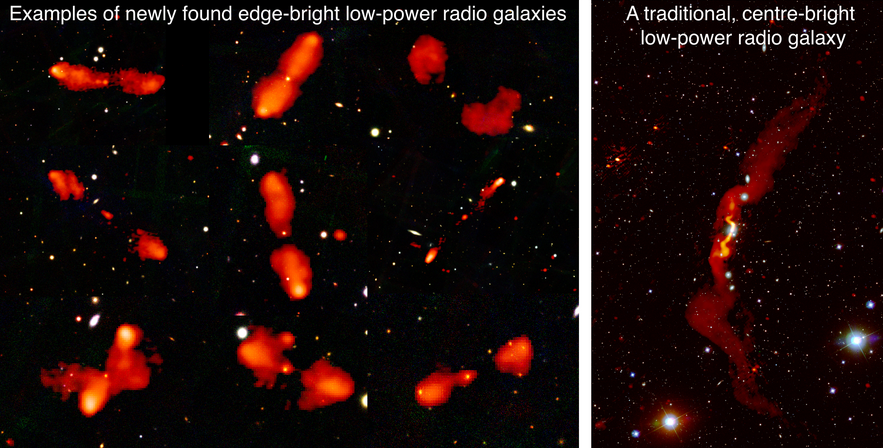 Examples of newly found edge-bright low-power radio galaxies
A traditional, centre-bright
low-power radio galaxy